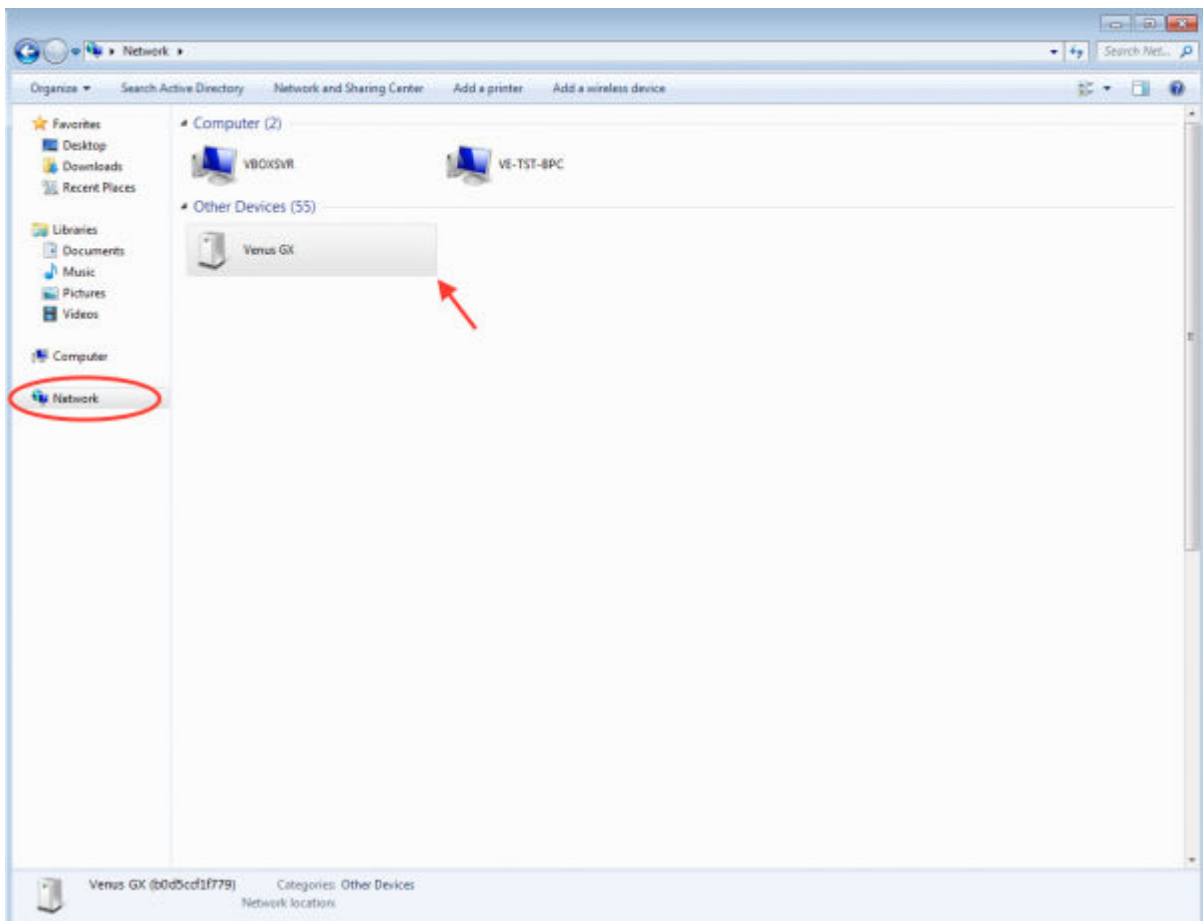 Network
Search Net...
Organize
Search Active Directory
Network and Sharing Center
Add a printer
Add a wireless device
Favorites
Desktop
Downloads
Recent Places
Libraries
Documents
Music
Pictures
Videos
Computer
Network
Computer (2)
VBOXSVR
VE-TST-8PC
Other Devices (55)
Venus GX
Venus GX (b0d5ccf1f779)
Categories: Other Devices
Network location: